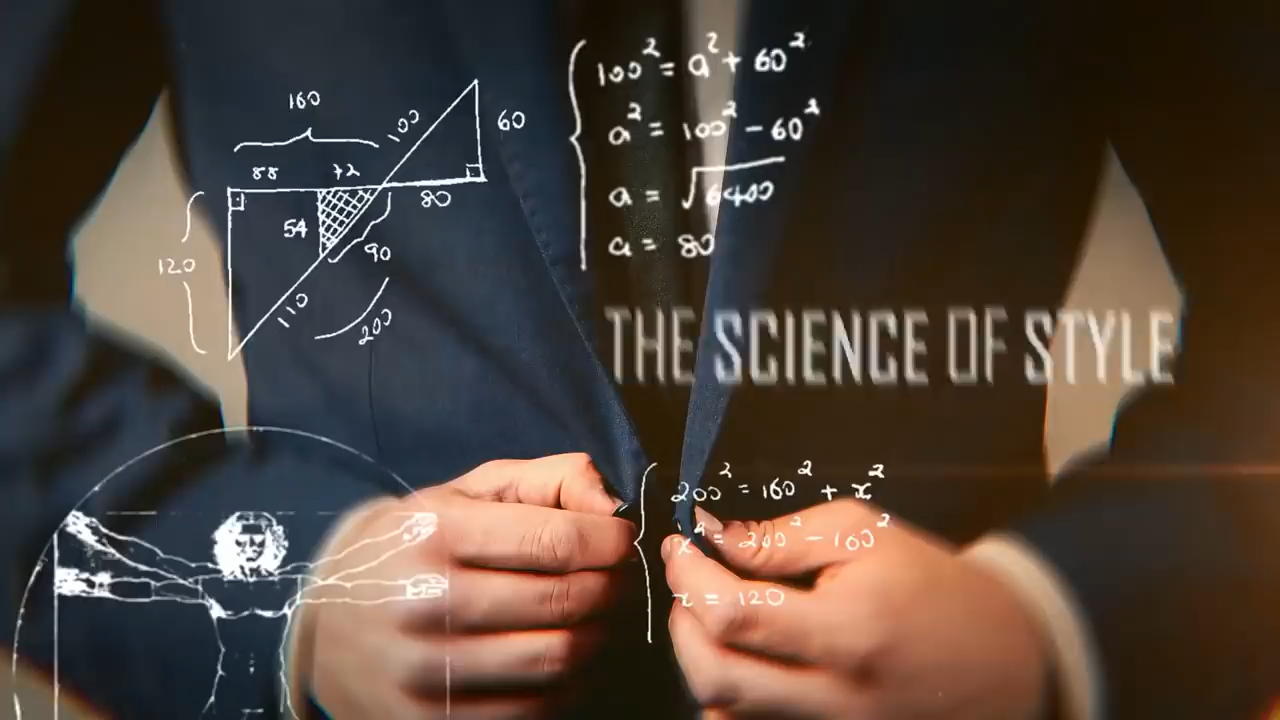 160
100
60
88 72
80
54
120
90
110
200
100² = a² + 60²
a² = 100² - 60²
a = √6400
a = 80
THE SCIENCE OF STYLE
200² = 160² + x²
x² = 200² - 160²
x = 120